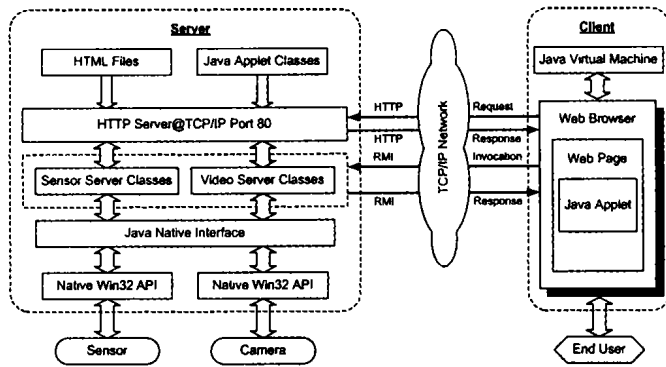 Server
HTML Files
Java Applet Classes
HTTP Server@TCP/IP Port 80
Sensor Server Classes
Video Server Classes
Java Native Interface
Native Win32 API
Native Win32 API
Sensor
Camera
HTTP
HTTP
RMI
RMI
TCP/IP Network
Request
Response
Invocation
Response
Client
Java Virtual Machine
Web Browser
Web Page
Java Applet
End User